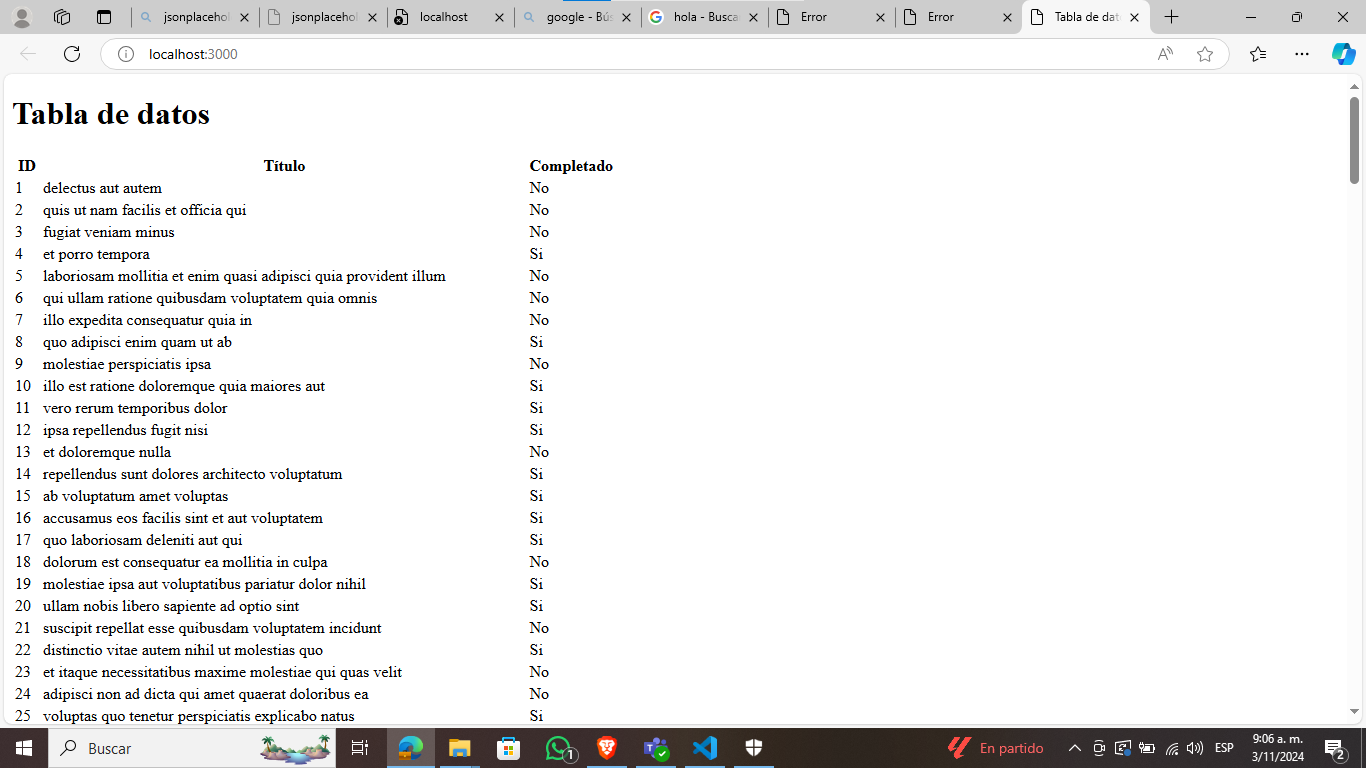 jsonplacehol
jsonplacehol
localhost
google - Bús
hola - Busca
Error
Error
Tabla de dat
localhost:3000
Tabla de datos
ID Título Completado
1 delectus aut autem No
2 quis ut nam facilis et officia qui No
3 fugiat veniam minus No
4 et porro tempora Si
5 laboriosam mollitia et enim quasi adipisci quia provident illum No
6 qui ullam ratione quibusdam voluptatem quia omnis No
7 illo expedita consequatur quia in No
8 quo adipisci enim quam ut ab Si
9 molestiae perspiciatis ipsa No
10 illo est ratione doloremque quia maiores aut Si
11 vero rerum temporibus dolor Si
12 ipsa repellendus fugit nisi Si
13 et doloremque nulla No
14 repellendus sunt dolores architecto voluptatum Si
15 ab voluptatum amet voluptas Si
16 accusamus eos facilis sint et aut voluptatem Si
17 quo laboriosam deleniti aut qui Si
18 dolorum est consequatur ea mollitia in culpa No
19 molestiae ipsa aut voluptatibus pariatur dolor nihil Si
20 ullam nobis libero sapiente ad optio sint Si
21 suscipit repellat esse quibusdam voluptatem incidunt No
22 distinctio vitae autem nihil ut molestias quo Si
23 et itaque necessitatibus maxime molestiae qui quas velit No
24 adipisci non ad dicta qui amet quaerat doloribus ea No
25 voluptas quo tenetur perspiciatis explicabo natus Si
Buscar
1
En partido
ESP
9:06 a. m.
3/11/2024
2